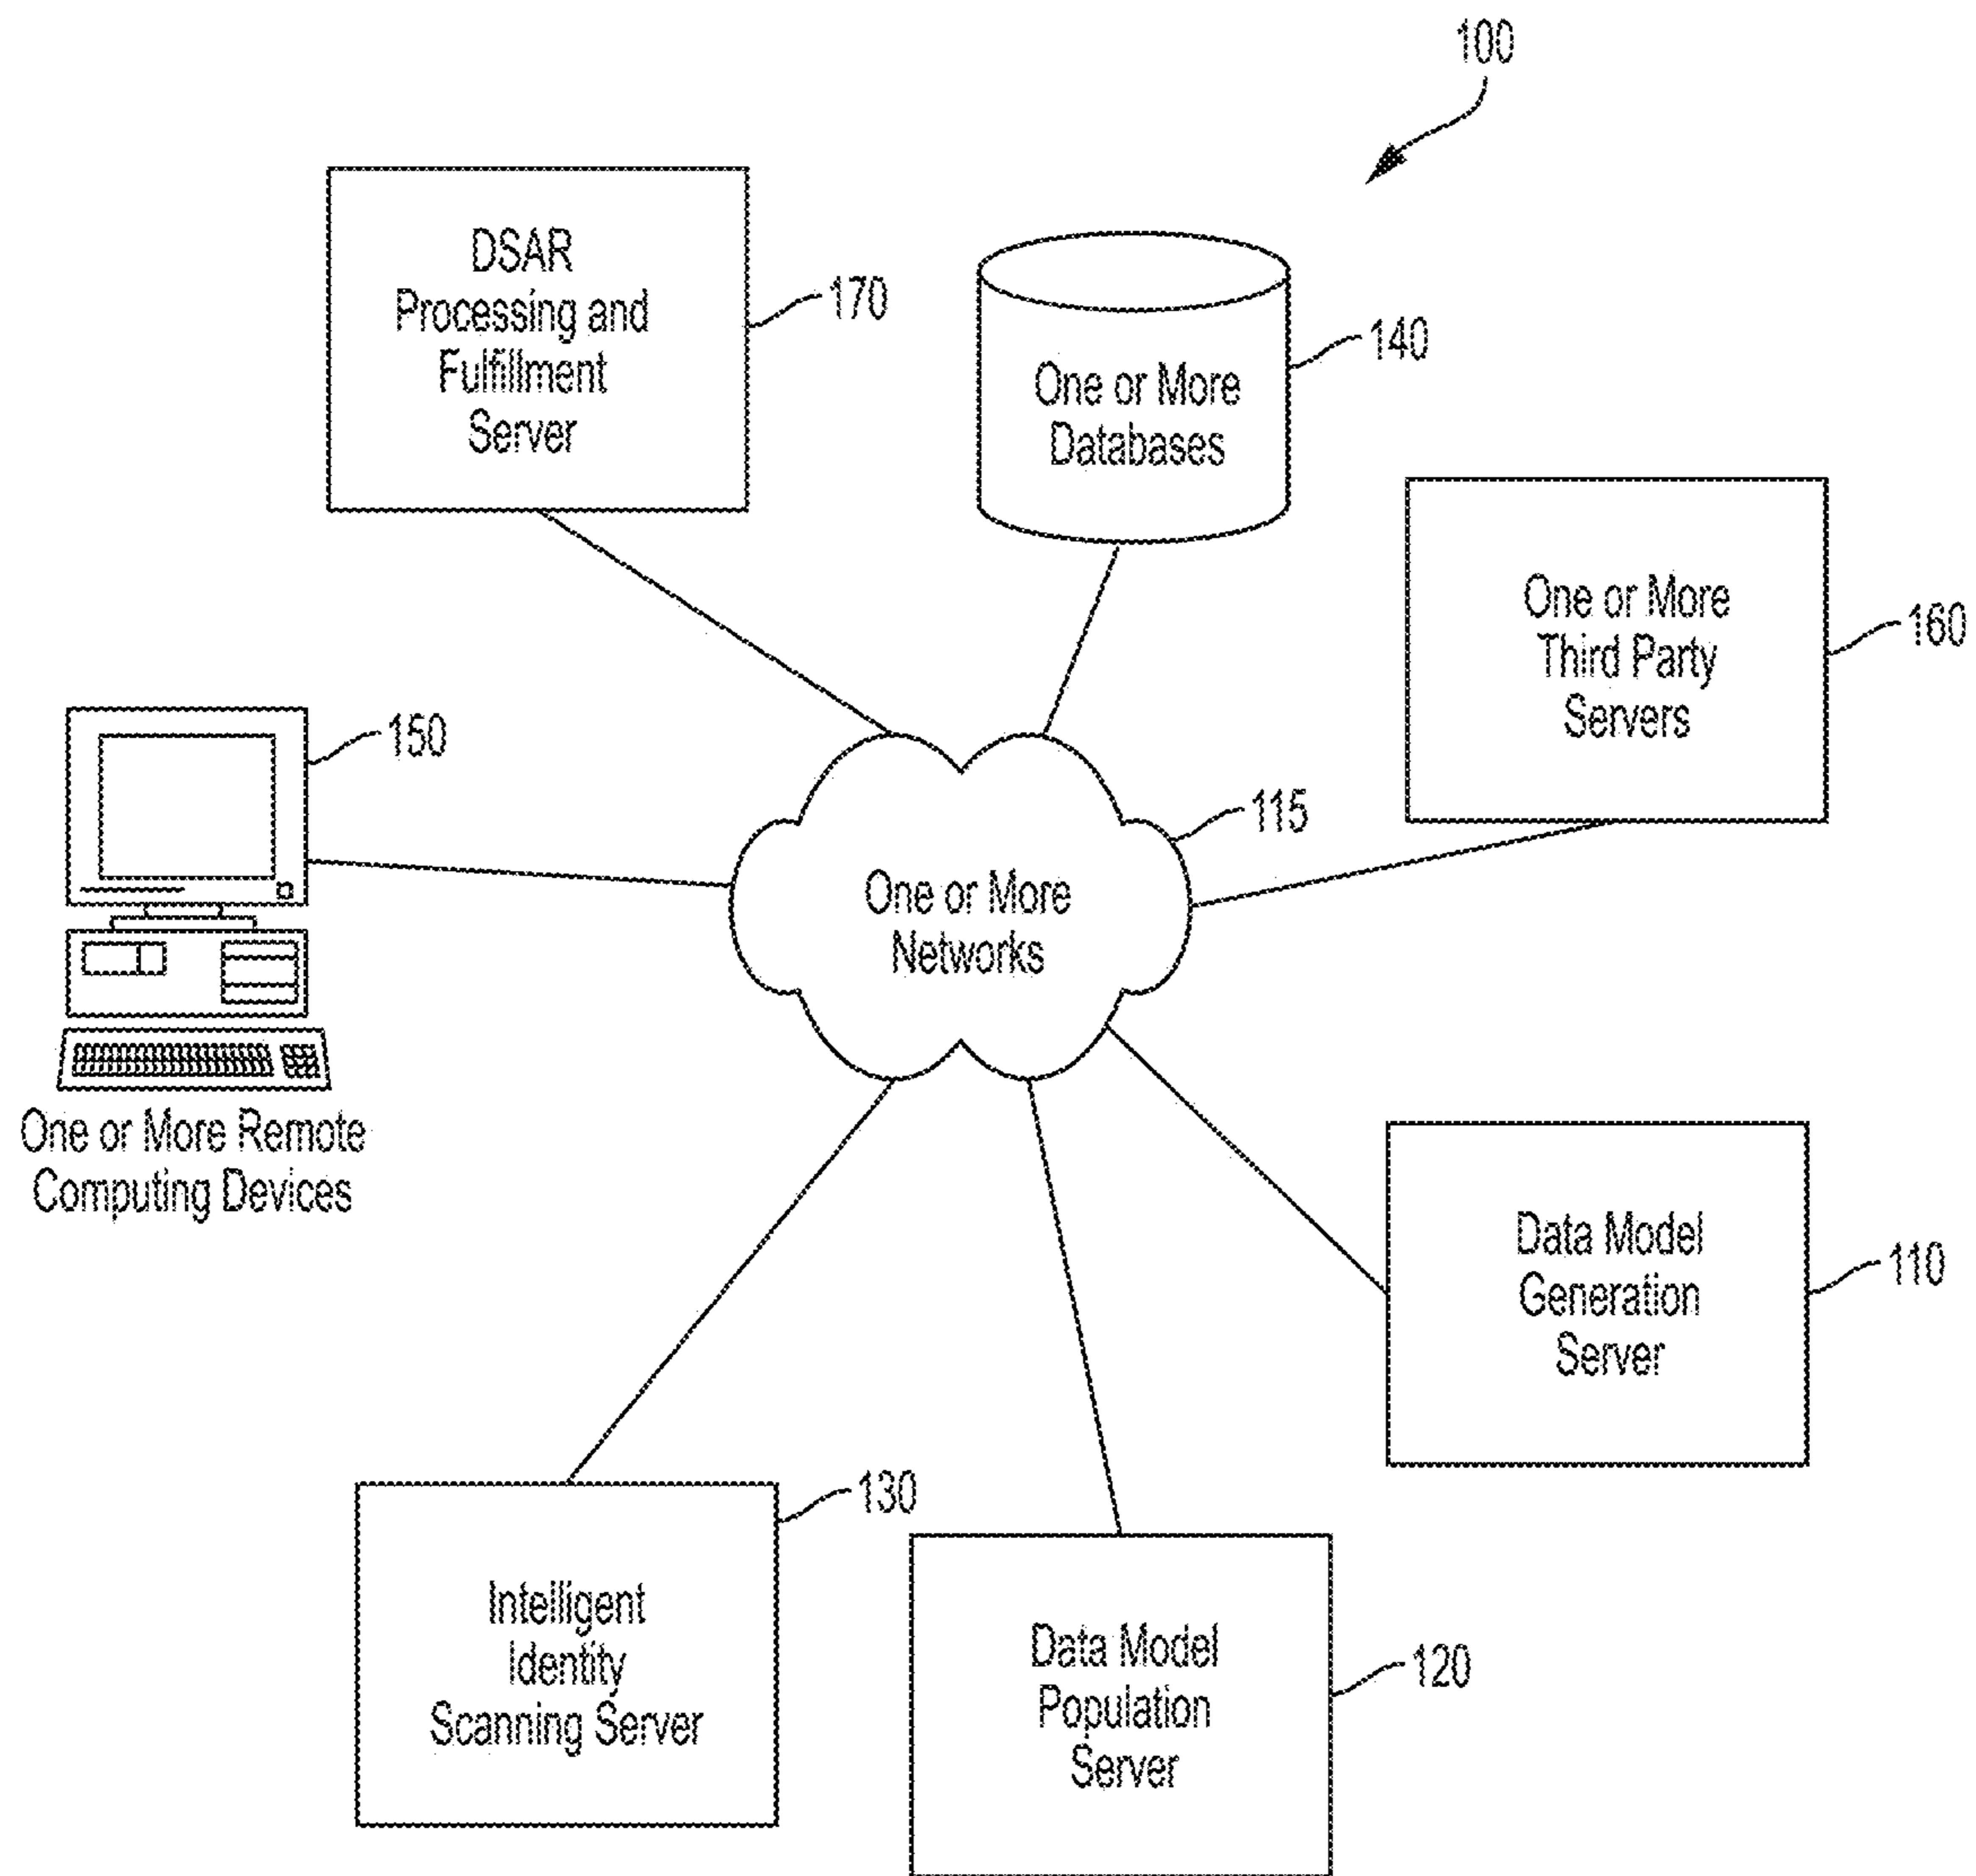 100
DSAR
Processing and
Fulfillment
Server
170
One or More
Databases
140
One or More
Third Party
Servers
160
150
One or More Remote
Computing Devices
115
One or More
Networks
Data Model
Generation
Server
110
Intelligent
Identity
Scanning Server
130
Data Model
Population
Server
120